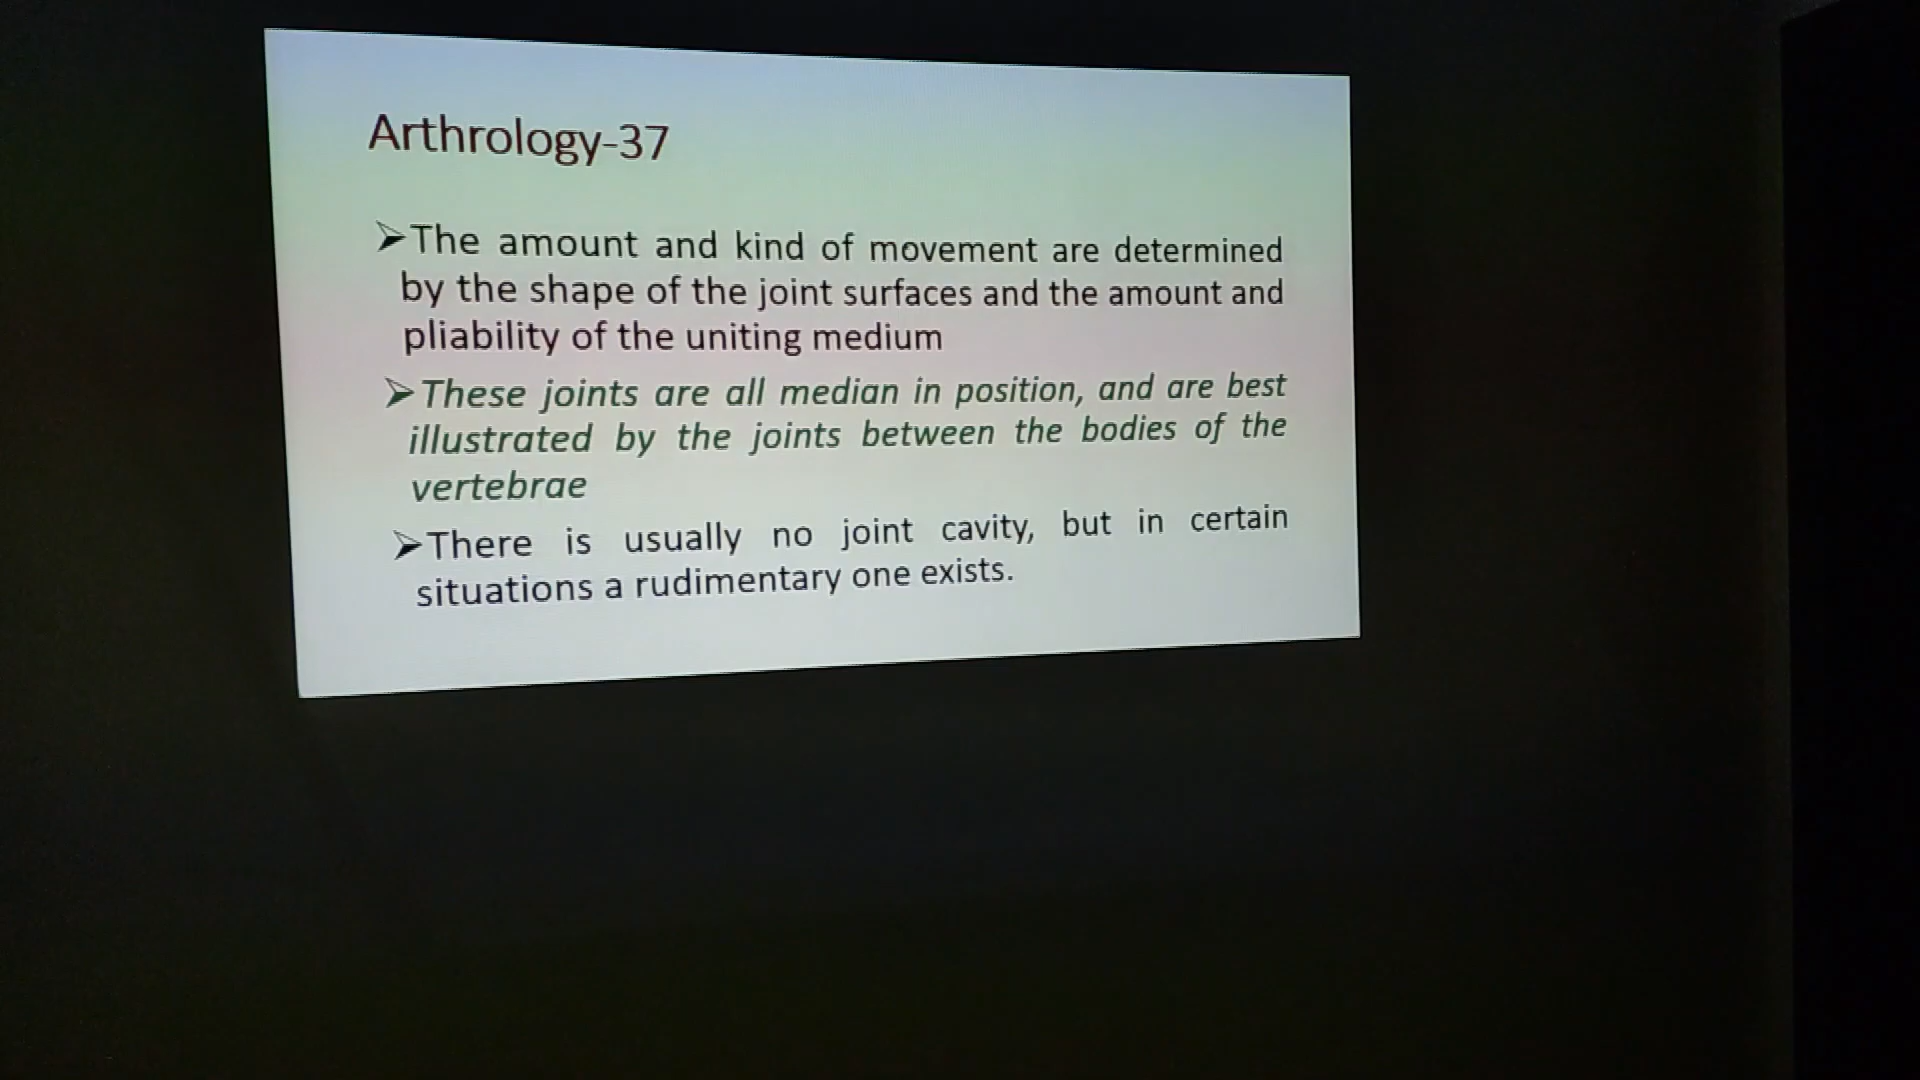 Arthrology-37
➢The amount and kind of movement are determined
by the shape of the joint surfaces and the amount and
pliability of the uniting medium
➢These joints are all median in position, and are best
illustrated by the joints between the bodies of the
vertebrae
➢There is usually no joint cavity, but in certain
situations a rudimentary one exists.